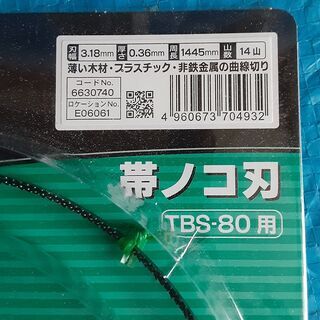 刃幅 3.18mm 厚さ 0.36mm 周長 1445mm 山数 14山
薄い木材・プラスチック・非鉄金属の曲線切り
コードNo.
6630740
ロケーションNo.
E06061
4 960673 704932
帯ノコ刃
TBS-80用